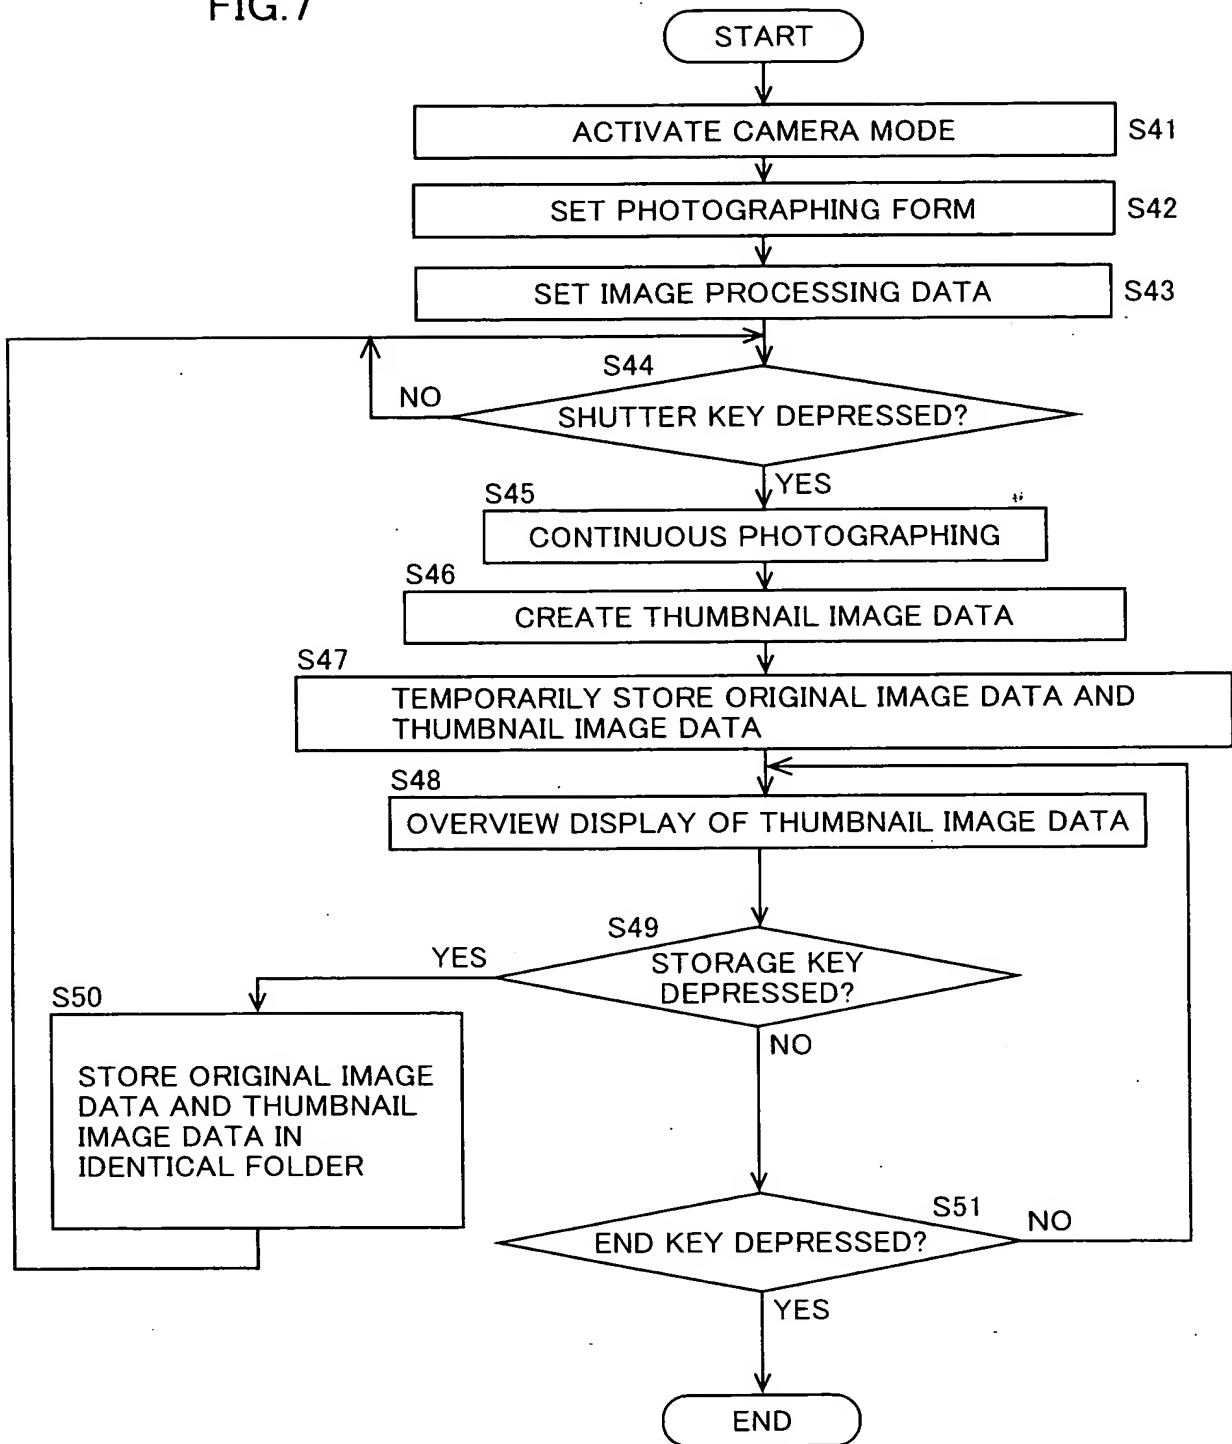 FIG.7
START
ACTIVATE CAMERA MODE
S41
SET PHOTOGRAPHING FORM
S42
SET IMAGE PROCESSING DATA
S43
S44
NO
SHUTTER KEY DEPRESSED?
YES
S45
CONTINUOUS PHOTOGRAPHING
S46
CREATE THUMBNAIL IMAGE DATA
S47
TEMPORARILY STORE ORIGINAL IMAGE DATA AND
THUMBNAIL IMAGE DATA
S48
OVERVIEW DISPLAY OF THUMBNAIL IMAGE DATA
S49
YES
STORAGE KEY
DEPRESSED?
NO
S50
STORE ORIGINAL IMAGE
DATA AND THUMBNAIL
IMAGE DATA IN
IDENTICAL FOLDER
S51
NO
END KEY DEPRESSED?
YES
END